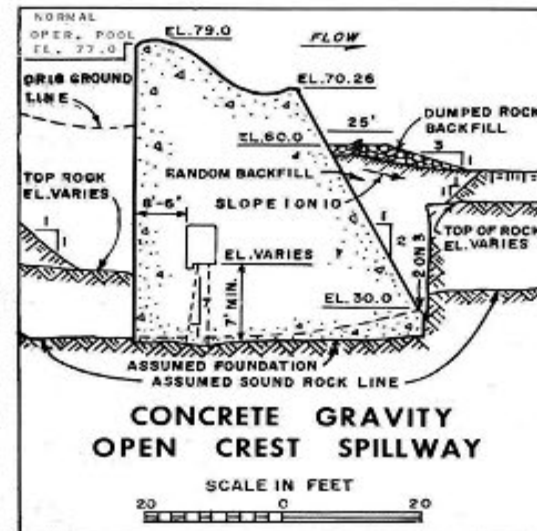 NORMAL
OPER. POOL
EL. 77.0
EL.79.0
FLOW
ORIG GROUND
LINE
EL.70.26
25'
DUMPED ROCK
BACKFILL
EL.60.0
3
1
RANDOM BACKFILL
TOP ROCK
EL.VARIES
8'-6"
SLOPE 1 ON 10
1
1
TOP OF ROCK
EL.VARIES
1
2
2 ON 3
1
1
EL.VARIES
7' MIN.
EL.30.0
ASSUMED FOUNDATION
ASSUMED SOUND ROCK LINE
CONCRETE GRAVITY
OPEN CREST SPILLWAY
SCALE IN FEET
20 0 20